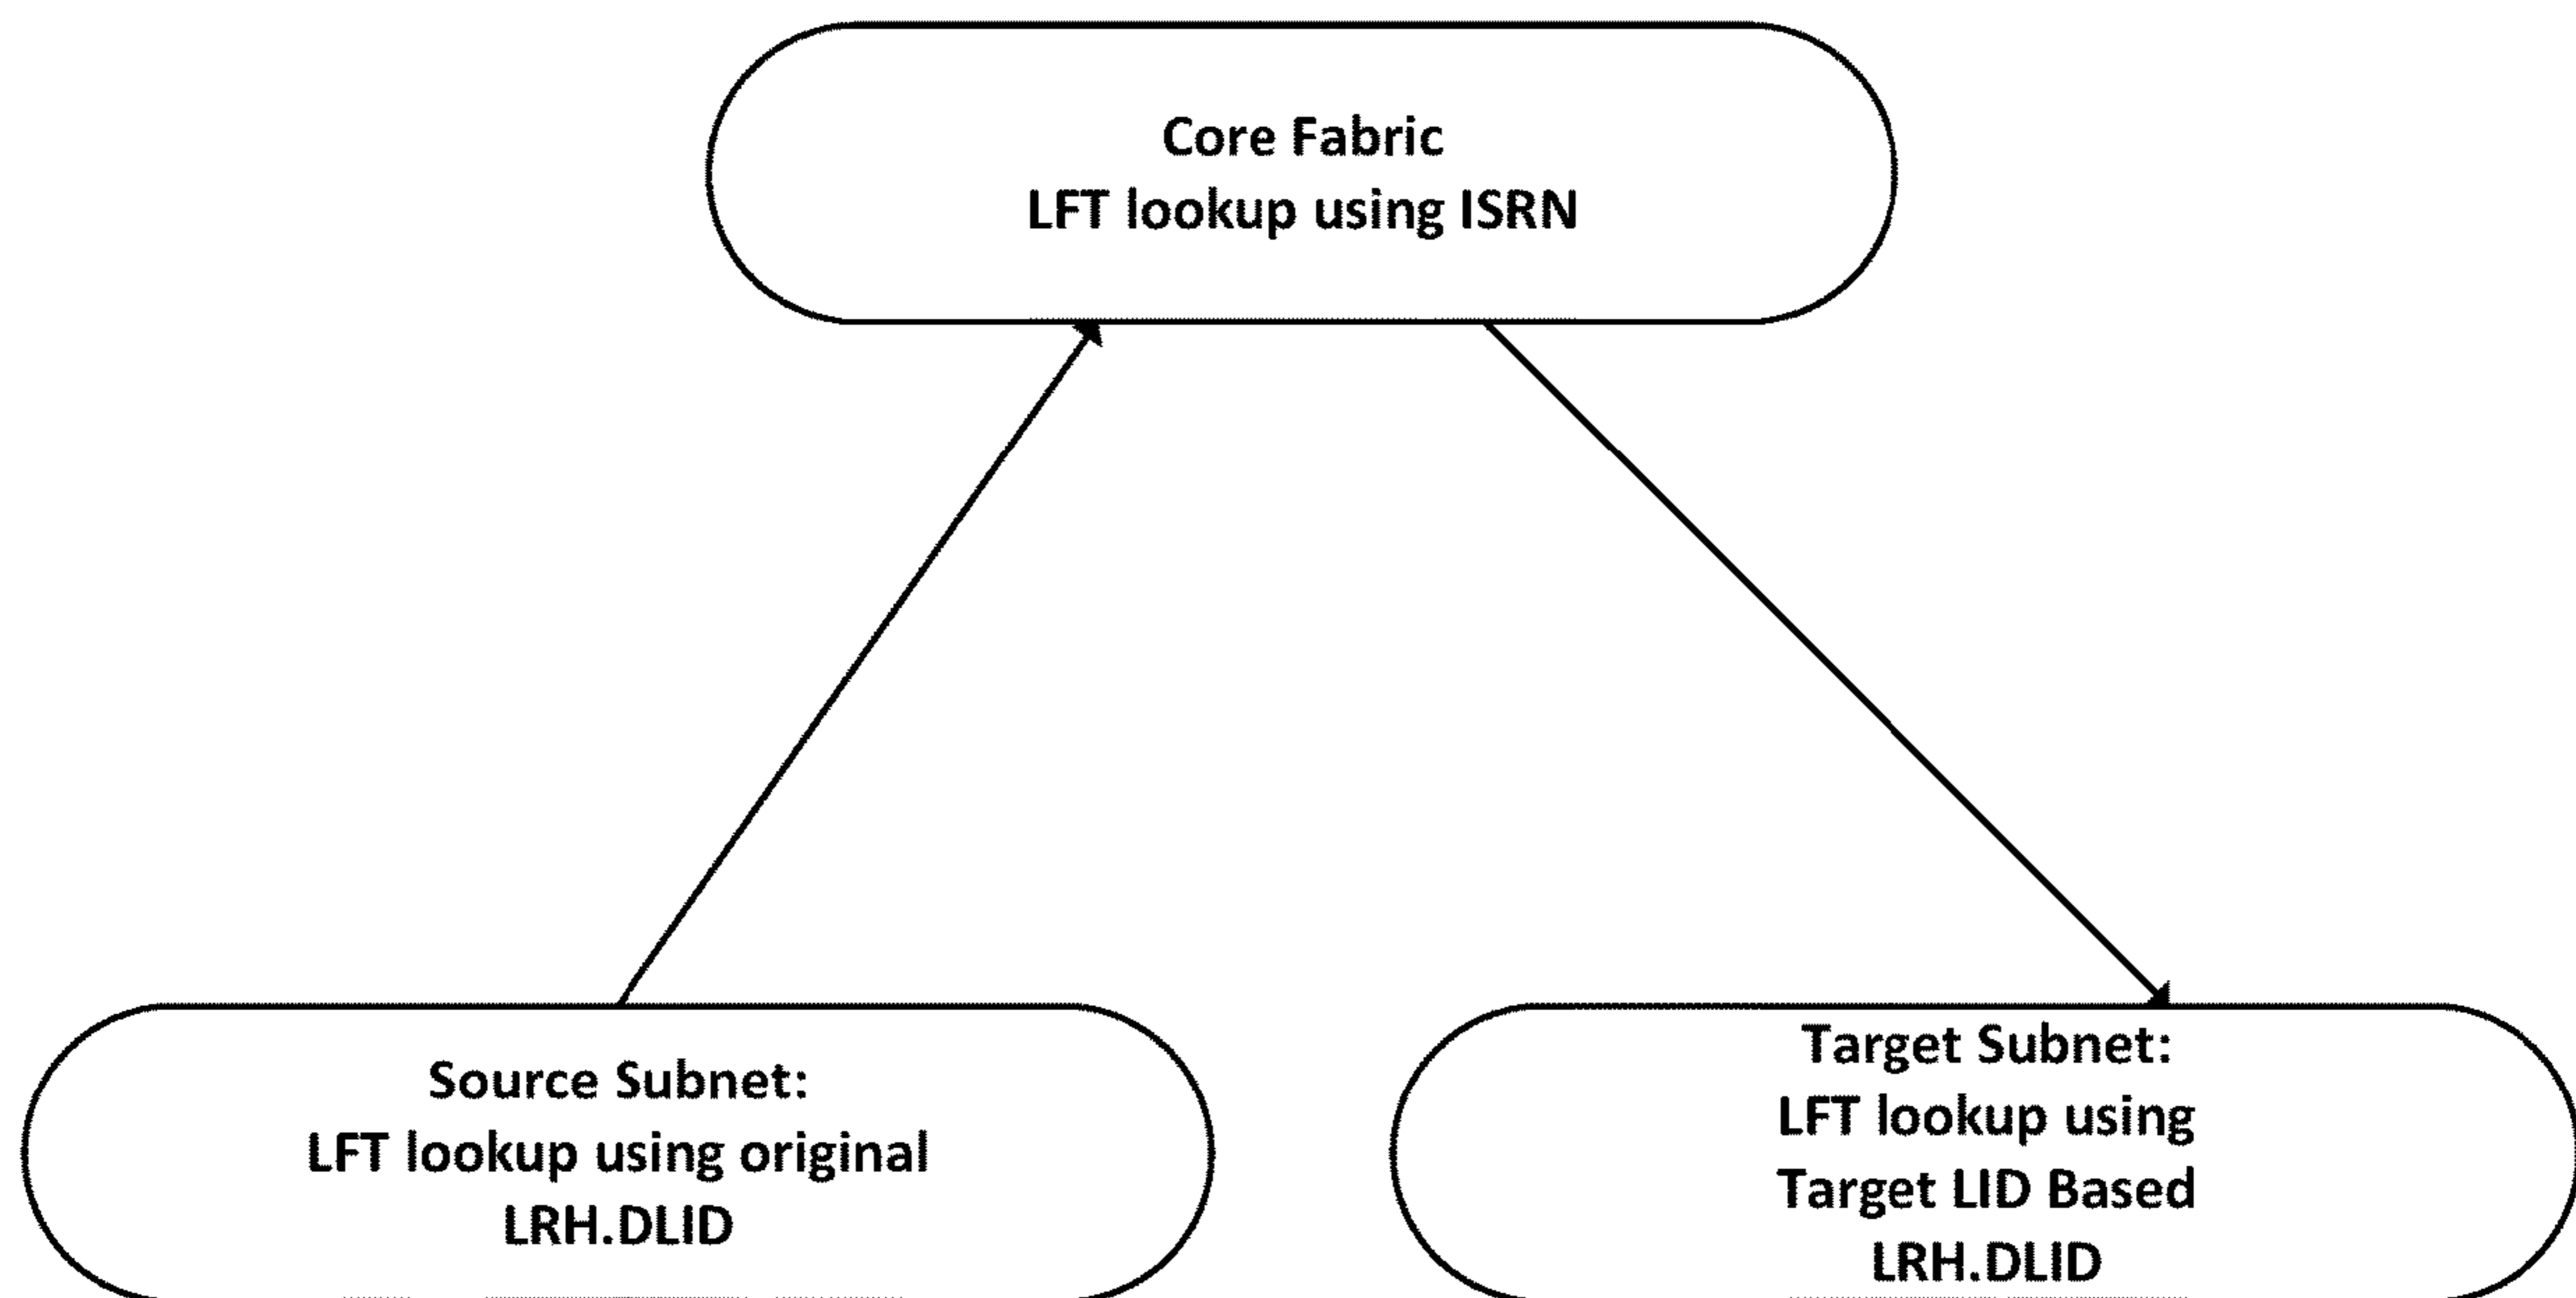 Core Fabric
LFT lookup using ISRN
Source Subnet:
LFT lookup using original
LRH.DLID
Target Subnet:
LFT lookup using
Target LID Based
LRH.DLID